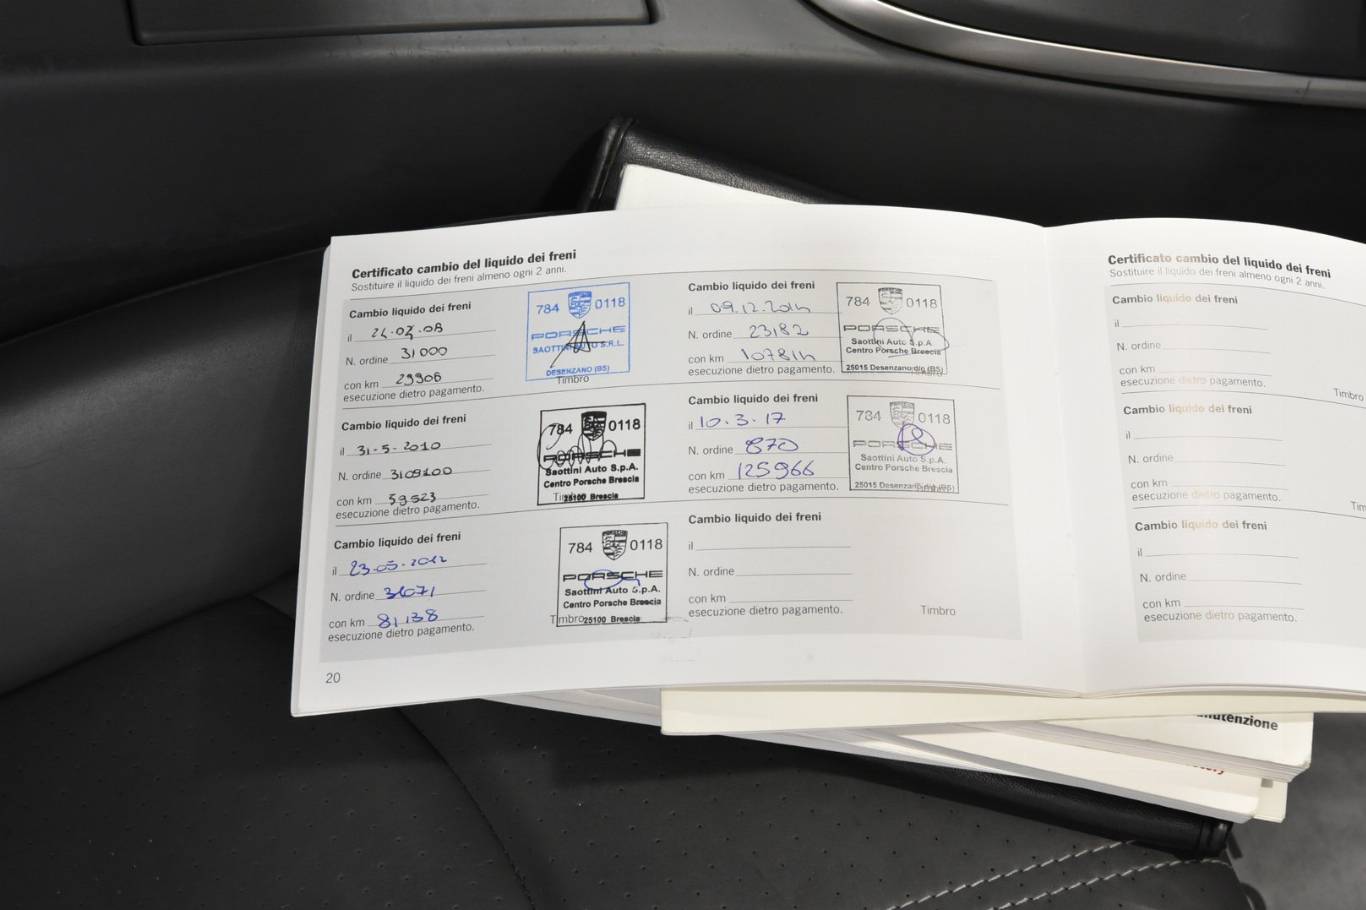 Certificato cambio del liquido dei freni
Sostituire il liquido dei freni almeno ogni 2 anni.
Cambio liquido dei freni
il
N. ordine 31000
con km 29906
esecuzione dietro pagamento.
784 0118
PORSCHE
SAOTTINI AUTO S.R.L.
DESENZANO (BS)
Timbro
Cambio liquido dei freni
il 31-5-2010
N. ordine
con km 59523
esecuzione dietro pagamento.
784 0118
PORSCHE
Saottini Auto S.p.A.
Centro Porsche Brescia
25100 Brescia
Cambio liquido dei freni
il 23-05-2012
N. ordine
con km 81138
esecuzione dietro pagamento.
784 0118
PORSCHE
Saottini Auto S.p.A.
Centro Porsche Brescia
Timbro
25100 Brescia
20
Cambio liquido dei freni
il 09.12.2014
N. ordine 23182
con km 107814
esecuzione dietro pagamento.
784 0118
PORSCHE
Saottini Auto S.p.A.
Centro Porsche Brescia
25015 Desenzano d/g (BS)
Cambio liquido dei freni
il 10.3.17
N. ordine 870
con km 125966
esecuzione dietro pagamento.
784 0118
PORSCHE
Saottini Auto S.p.A.
Centro Porsche Brescia
25015 Desenzano d/g (BS)
Cambio liquido dei freni
il
N. ordine
con km
esecuzione dietro pagamento.
Timbro
Certificato cambio del liquido dei freni
Sostituire il liquido dei freni almeno ogni 2 anni.
Cambio liquido dei freni
il
N. ordine
con km
esecuzione dietro pagamento.
Timbro
Cambio liquido dei freni
il
N. ordine
con km
esecuzione dietro pagamento.
Tim
Cambio liquido dei freni
il
N. ordine
con km
esecuzione dietro pagamento.
utenzione